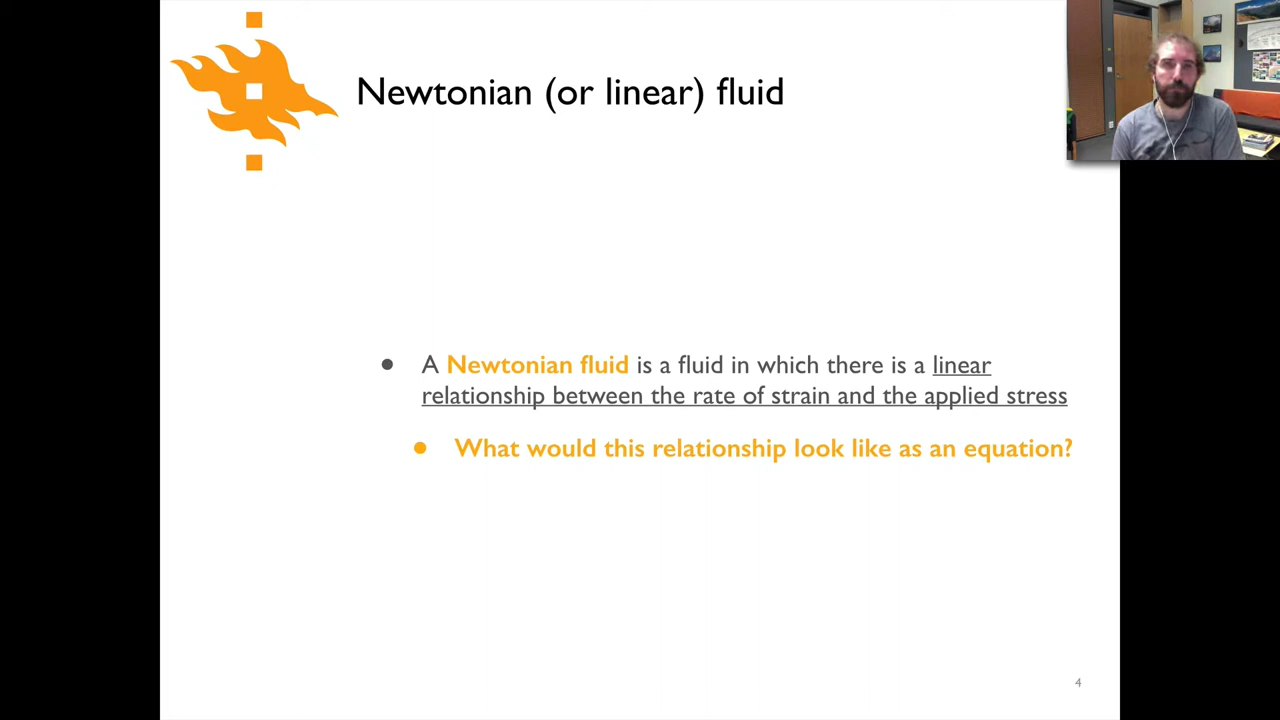 Newtonian (or linear) fluid
● A Newtonian fluid is a fluid in which there is a linear
relationship between the rate of strain and the applied stress
● What would this relationship look like as an equation?
4